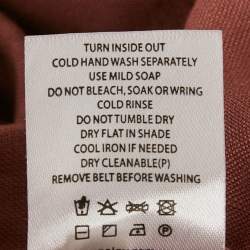 TURN INSIDE OUT
COLD HAND WASH SEPARATELY
USE MILD SOAP
DO NOT BLEACH, SOAK OR WRING
COLD RINSE
DO NOT TUMBLE DRY
DRY FLAT IN SHADE
COOL IRON IF NEEDED
DRY CLEANABLE(P)
REMOVE BELT BEFORE WASHING